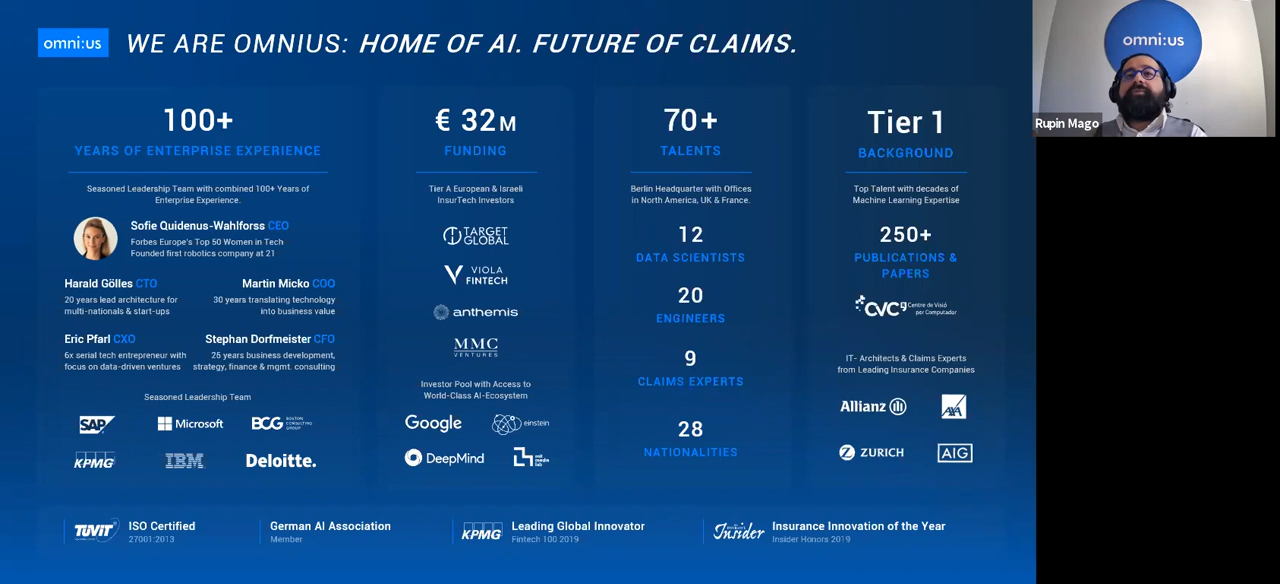 omni:us
WE ARE OMNIUS: HOME OF AI. FUTURE OF CLAIMS.
omni:us
Rupin Mago
100+
YEARS OF ENTERPRISE EXPERIENCE
Seasoned Leadership Team with combined 100+ Years of
Enterprise Experience.
Sofie Quidenus-Wahlforss CEO
Forbes Europe's Top 50 Women in Tech
Founded first robotics company at 21
Harald Gölles CTO
20 years lead architecture for
multi-nationals & start-ups
Martin Micko COO
30 years translating technology
into business value
Eric Pfarl CXO
6x serial tech entrepreneur with
focus on data-driven ventures
Stephan Dorfmeister CFO
25 years business development,
strategy, finance & mgmt. consulting
Seasoned Leadership Team
SAP
Microsoft
BCG BOSTON CONSULTING GROUP
KPMG
IBM
Deloitte.
€ 32M
FUNDING
Tier A European & Israeli
InsurTech Investors
TARGET
GLOBAL
VIOLA
FINTECH
anthemis
MMC
VENTURES
Investor Pool with Access to
World-Class AI-Ecosystem
Google
einstein
DeepMind
mit
media
lab
70+
TALENTS
Berlin Headquarter with Offices
in North America, UK & France.
12
DATA SCIENTISTS
20
ENGINEERS
9
CLAIMS EXPERTS
28
NATIONALITIES
Tier 1
BACKGROUND
Top Talent with decades of
Machine Learning Expertise
250+
PUBLICATIONS &
PAPERS
CVC Centre de Visió
per Computador
IT- Architects & Claims Experts
from Leading Insurance Companies
Allianz
AXA
ZURICH
AIG
TÜViT
ISO Certified
27001:2013
German AI Association
Member
KPMG
Leading Global Innovator
Fintech 100 2019
Insider
Insurance Innovation of the Year
Insider Honors 2019